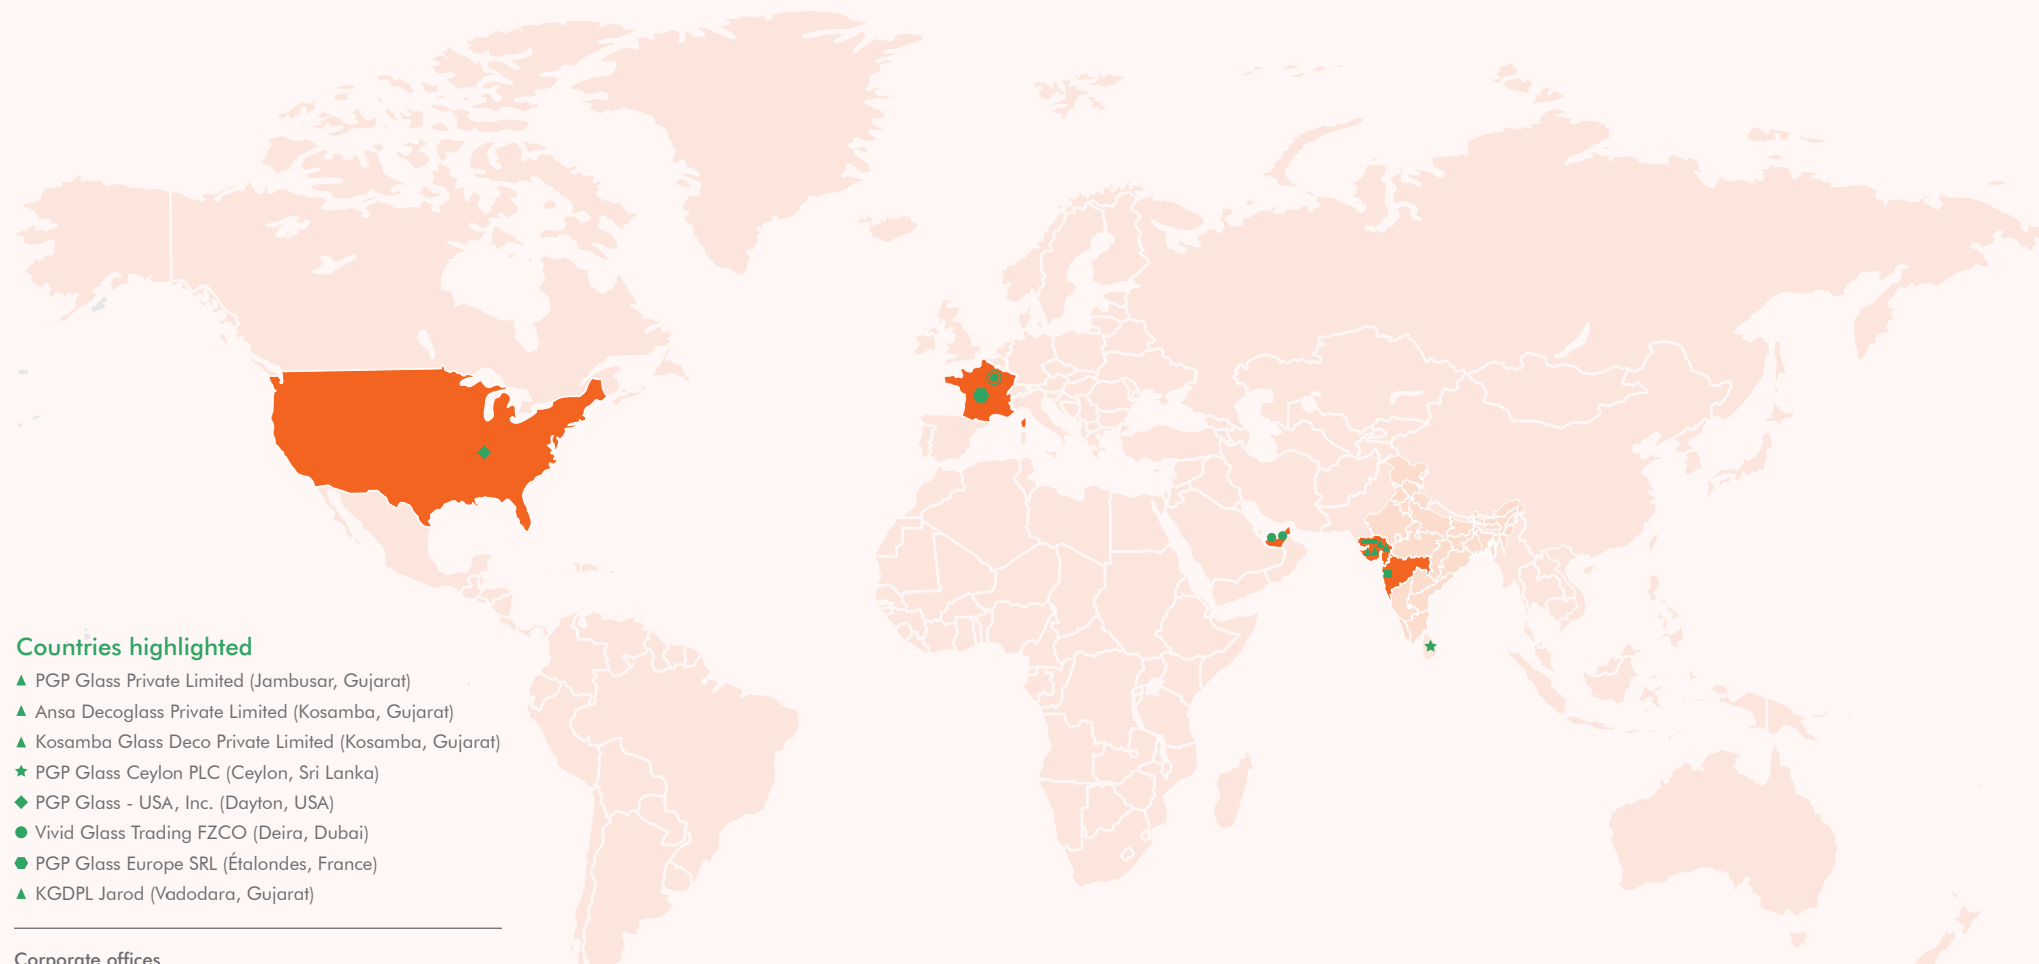 Countries highlighted
PGP Glass Private Limited (Jambusar, Gujarat)
Ansa Decoglass Private Limited (Kosamba, Gujarat)
Kosamba Glass Deco Private Limited (Kosamba, Gujarat)
PGP Glass Ceylon PLC (Ceylon, Sri Lanka)
PGP Glass - USA, Inc. (Dayton, USA)
Vivid Glass Trading FZCO (Deira, Dubai)
PGP Glass Europe SRL (Étalondes, France)
KGDPL Jarod (Vadodara, Gujarat)
Corporate offices